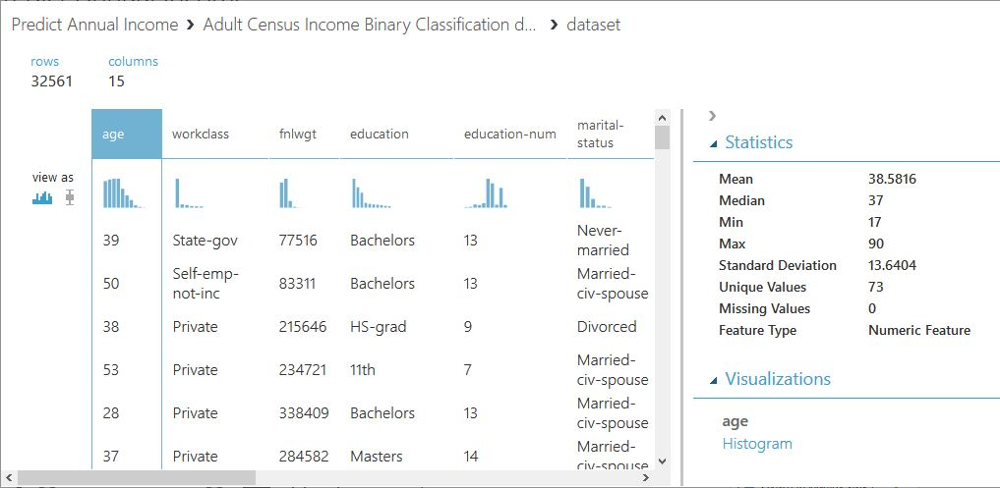 Predict Annual Income › Adult Census Income Binary Classification d... › dataset
rows columns
32561 15
age workclass fnlwgt education education-num marital-
status
view as
39 State-gov 77516 Bachelors 13 Never-
married
50 Self-emp-
not-inc 83311 Bachelors 13 Married-
civ-spouse
38 Private 215646 HS-grad 9 Divorced
53 Private 234721 11th 7 Married-
civ-spouse
28 Private 338409 Bachelors 13 Married-
civ-spouse
37 Private 284582 Masters 14 Married-
civ-spouse
Statistics
Mean 38.5816
Median 37
Min 17
Max 90
Standard Deviation 13.6404
Unique Values 73
Missing Values 0
Feature Type Numeric Feature
Visualizations
age
Histogram